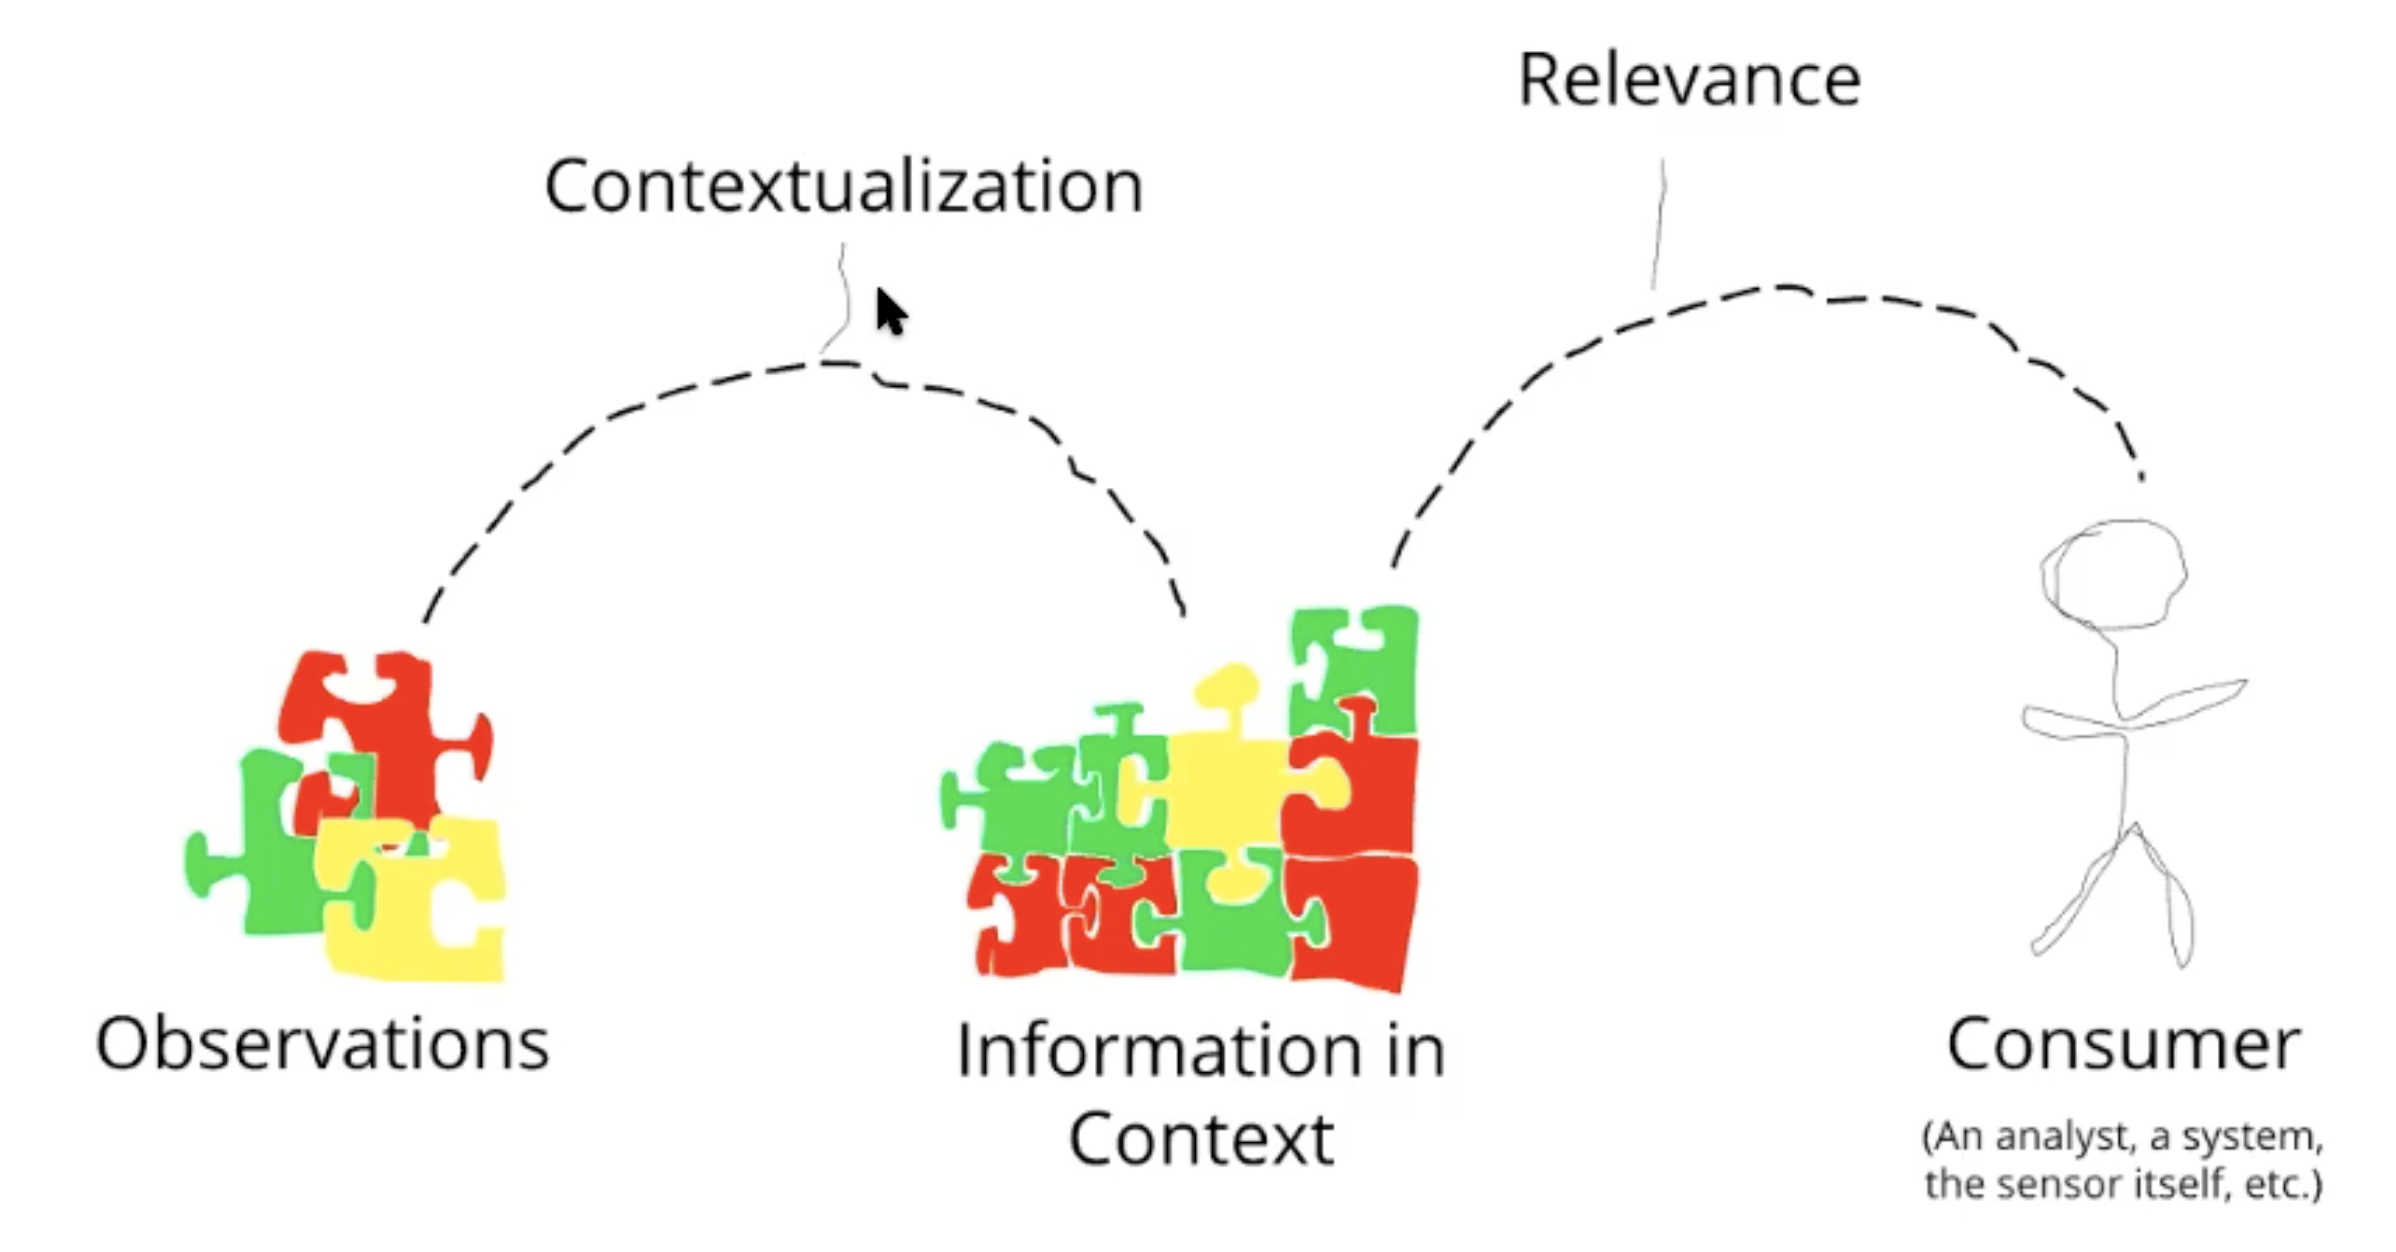 Relevance
Contextualization
Observations
Information in
Context
Consumer
(An analyst, a system,
the sensor itself, etc.)